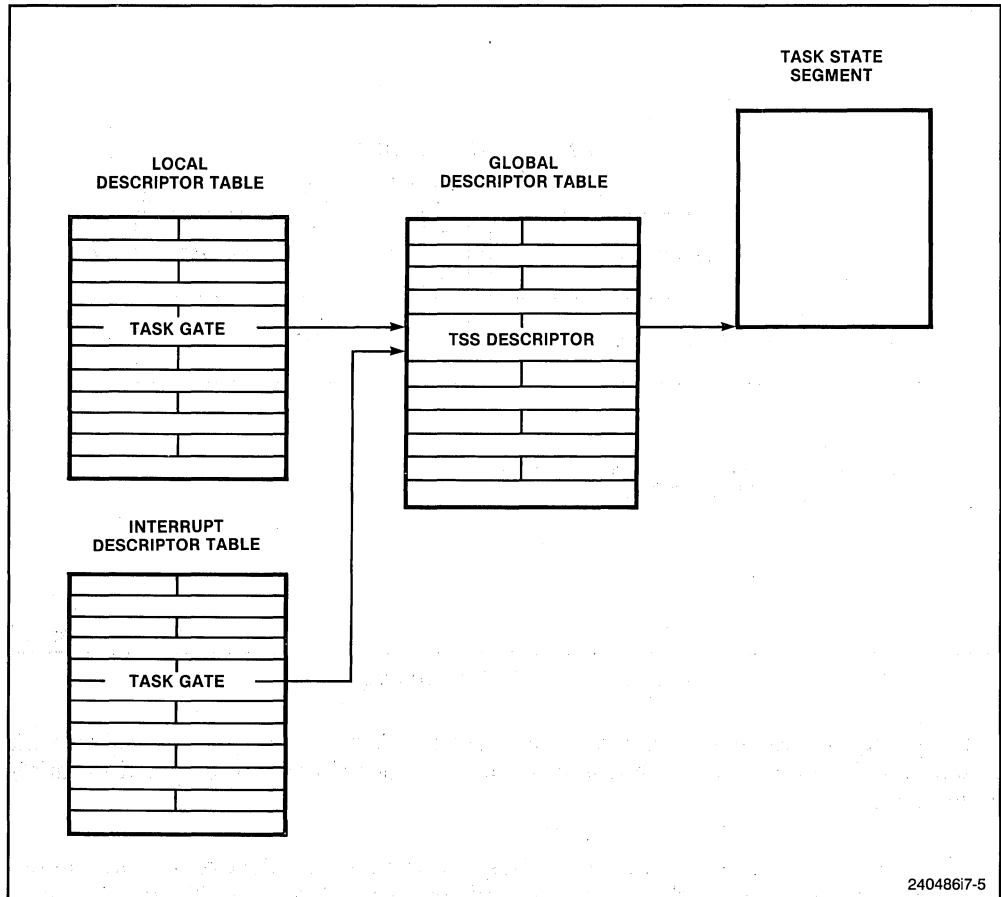 TASK STATE
SEGMENT
LOCAL
DESCRIPTOR TABLE
GLOBAL
DESCRIPTOR TABLE
TASK GATE
TSS DESCRIPTOR
INTERRUPT
DESCRIPTOR TABLE
TASK GATE
240486i7-5